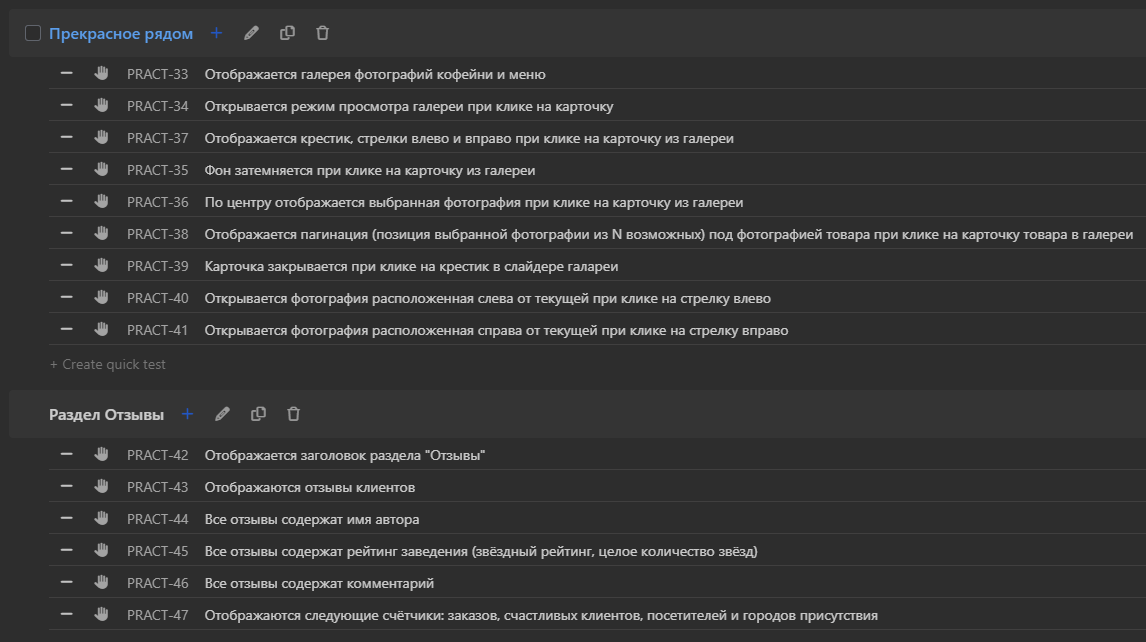 Прекрасное рядом
PRACT-33 Отображается галерея фотографий кофейни и меню
PRACT-34 Открывается режим просмотра галереи при клике на карточку
PRACT-37 Отображается крестик, стрелки влево и вправо при клике на карточку из галереи
PRACT-35 Фон затемняется при клике на карточку из галереи
PRACT-36 По центру отображается выбранная фотография при клике на карточку из галереи
PRACT-38 Отображается пагинация (позиция выбранной фотографии из N возможных) под фотографией товара при клике на карточку товара в галереи
PRACT-39 Карточка закрывается при клике на крестик в слайдере галареи
PRACT-40 Открывается фотография расположенная слева от текущей при клике на стрелку влево
PRACT-41 Открывается фотография расположенная справа от текущей при клике на стрелку вправо
+ Create quick test
Раздел Отзывы
PRACT-42 Отображается заголовок раздела "Отзывы"
PRACT-43 Отображаются отзывы клиентов
PRACT-44 Все отзывы содержат имя автора
PRACT-45 Все отзывы содержат рейтинг заведения (звёздный рейтинг, целое количество звёзд)
PRACT-46 Все отзывы содержат комментарий
PRACT-47 Отображаются следующие счётчики: заказов, счастливых клиентов, посетителей и городов присутствия